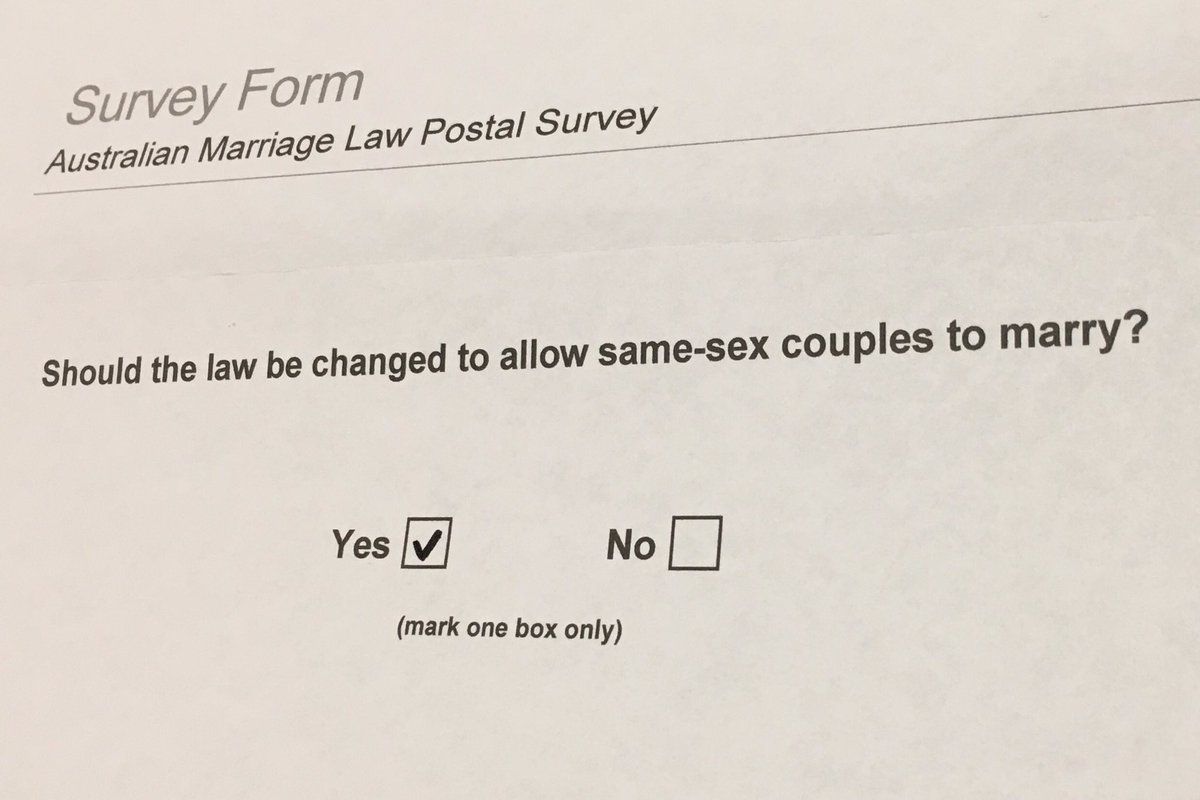 Survey Form
Australian Marriage Law Postal Survey
Should the law be changed to allow same-sex couples to marry?
Yes ✓ No
(mark one box only)